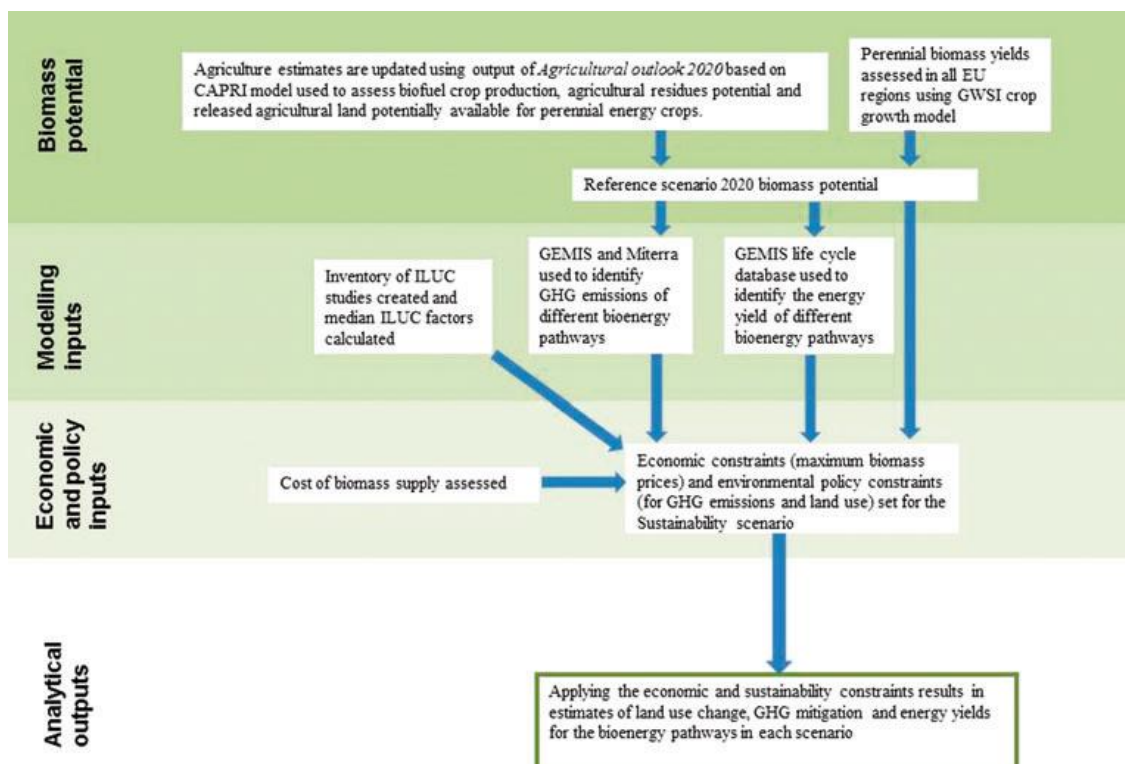 Biomass
potential
Agriculture estimates are updated using output of Agricultural outlook 2020 based on
CAPRI model used to assess biofuel crop production, agricultural residues potential and
released agricultural land potentially available for perennial energy crops.
Perennial biomass yields
assessed in all EU
regions using GWSI crop
growth model
Reference scenario 2020 biomass potential
Modelling
inputs
Inventory of ILUC
studies created and
median ILUC factors
calculated
GEMIS and Miterra
used to identify
GHG emissions of
different bioenergy
pathways
GEMIS life cycle
database used to
identify the energy
yield of different
bioenergy pathways
Economic
and policy
inputs
Cost of biomass supply assessed
Economic constraints (maximum biomass
prices) and environmental policy constraints
(for GHG emissions and land use) set for the
Sustainability scenario
Analytical
outputs
Applying the economic and sustainability constraints results in
estimates of land use change, GHG mitigation and energy yields
for the bioenergy pathways in each scenario